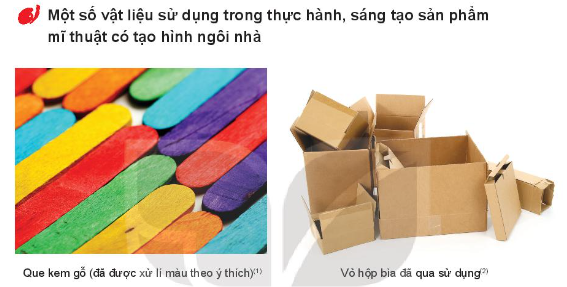 Một số vật liệu sử dụng trong thực hành, sáng tạo sản phẩm
mĩ thuật có tạo hình ngôi nhà
Que kem gỗ (đã được xử lí màu theo ý thích)(1)
Vỏ hộp bìa đã qua sử dụng(2)